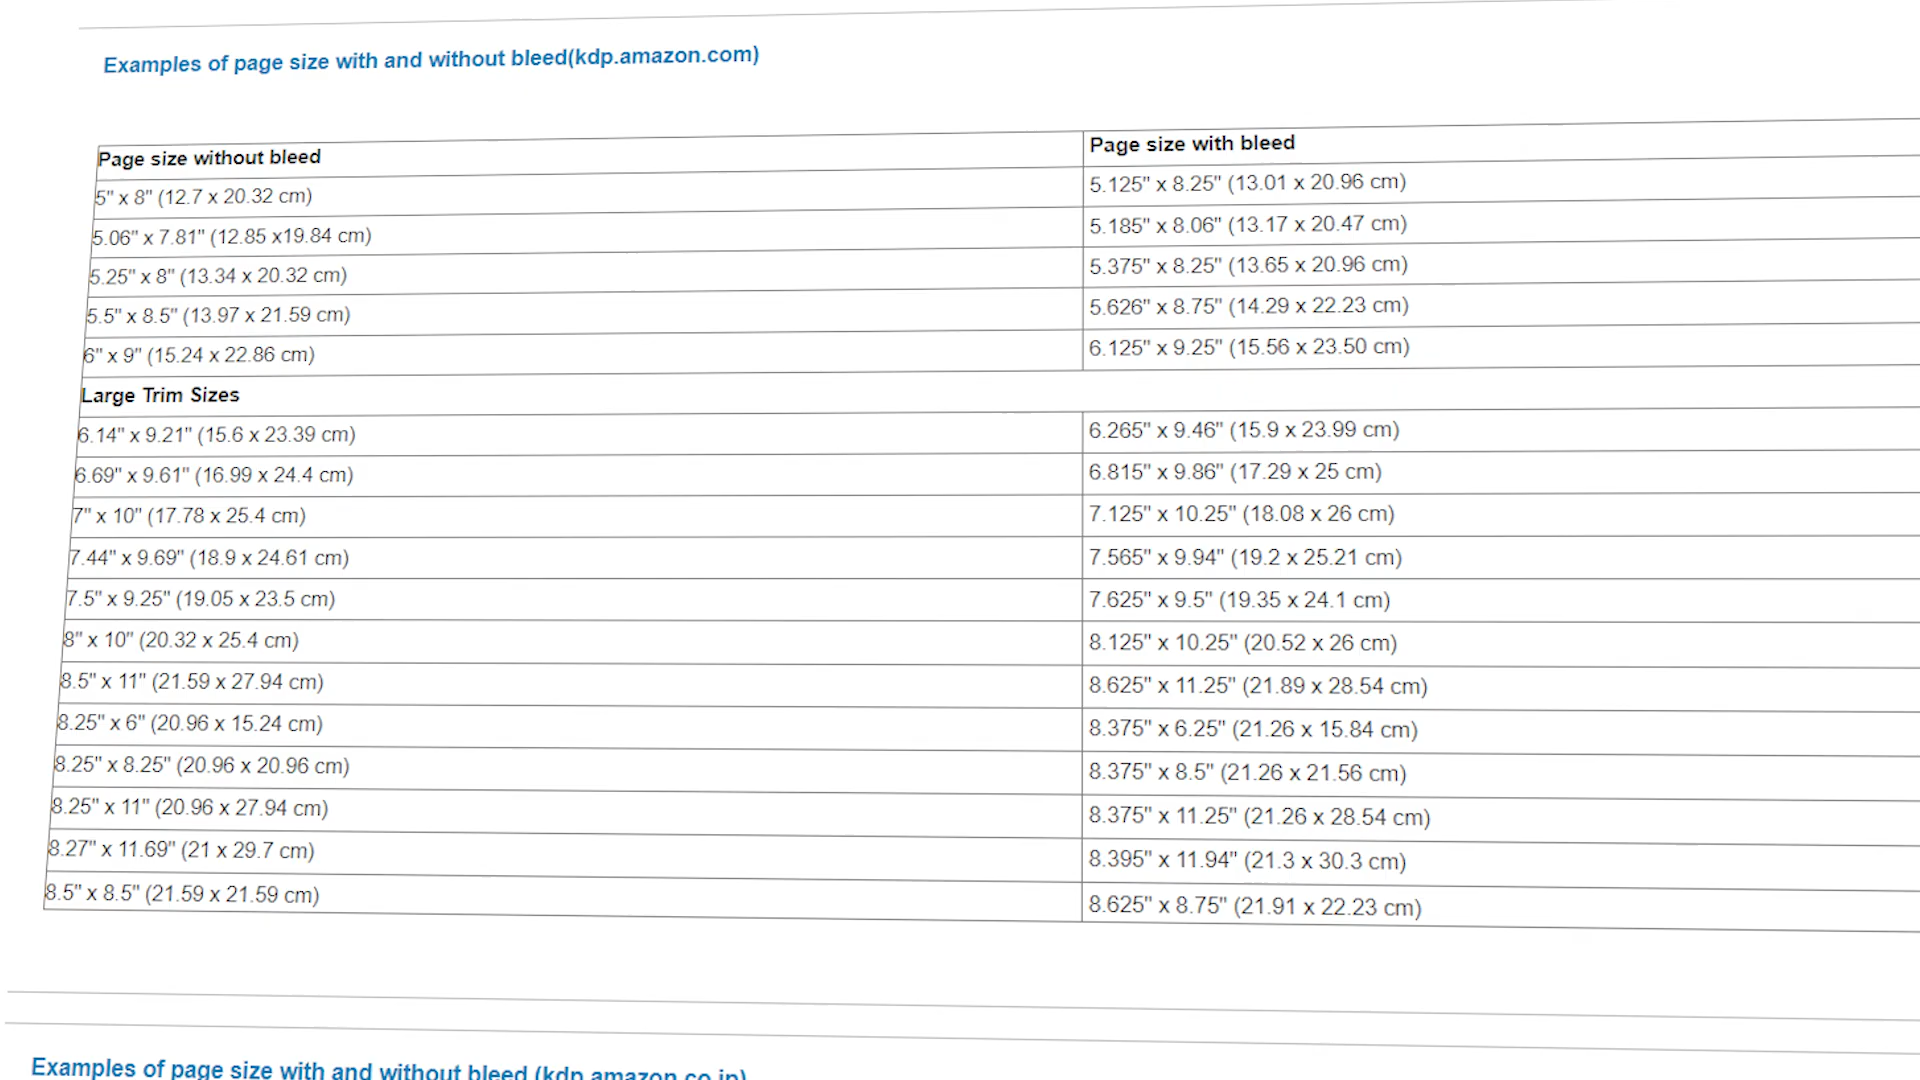 Examples of page size with and without bleed(kdp.amazon.com)
Page size without bleed Page size with bleed
5" x 8" (12.7 x 20.32 cm) 5.125" x 8.25" (13.01 x 20.96 cm)
5.06" x 7.81" (12.85 x19.84 cm) 5.185" x 8.06" (13.17 x 20.47 cm)
5.25" x 8" (13.34 x 20.32 cm) 5.375" x 8.25" (13.65 x 20.96 cm)
5.5" x 8.5" (13.97 x 21.59 cm) 5.626" x 8.75" (14.29 x 22.23 cm)
6" x 9" (15.24 x 22.86 cm) 6.125" x 9.25" (15.56 x 23.50 cm)
Large Trim Sizes
6.14" x 9.21" (15.6 x 23.39 cm) 6.265" x 9.46" (15.9 x 23.99 cm)
6.69" x 9.61" (16.99 x 24.4 cm) 6.815" x 9.86" (17.29 x 25 cm)
7" x 10" (17.78 x 25.4 cm) 7.125" x 10.25" (18.08 x 26 cm)
7.44" x 9.69" (18.9 x 24.61 cm) 7.565" x 9.94" (19.2 x 25.21 cm)
7.5" x 9.25" (19.05 x 23.5 cm) 7.625" x 9.5" (19.35 x 24.1 cm)
8" x 10" (20.32 x 25.4 cm) 8.125" x 10.25" (20.52 x 26 cm)
8.5" x 11" (21.59 x 27.94 cm) 8.625" x 11.25" (21.89 x 28.54 cm)
8.25" x 6" (20.96 x 15.24 cm) 8.375" x 6.25" (21.26 x 15.84 cm)
8.25" x 8.25" (20.96 x 20.96 cm) 8.375" x 8.5" (21.26 x 21.56 cm)
8.25" x 11" (20.96 x 27.94 cm) 8.375" x 11.25" (21.26 x 28.54 cm)
8.27" x 11.69" (21 x 29.7 cm) 8.395" x 11.94" (21.3 x 30.3 cm)
8.5" x 8.5" (21.59 x 21.59 cm) 8.625" x 8.75" (21.91 x 22.23 cm)
Examples of page size with and without bleed (kdp.amazon.co.jp)